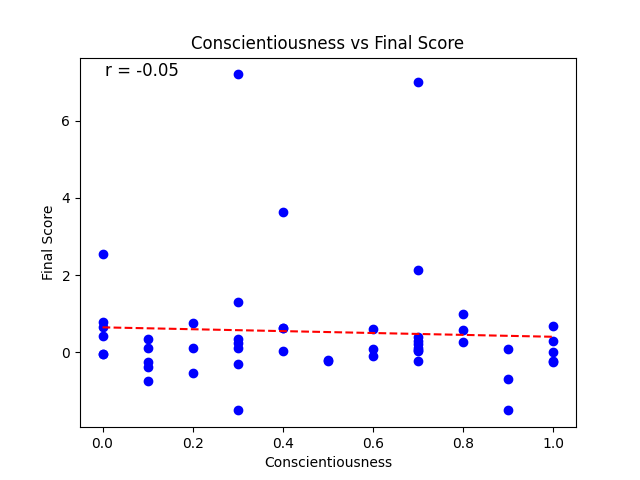 Conscientiousness vs Final Score
r = -0.05
Final Score
6
4
2
0
0.0 0.2 0.4 0.6 0.8 1.0
Conscientiousness